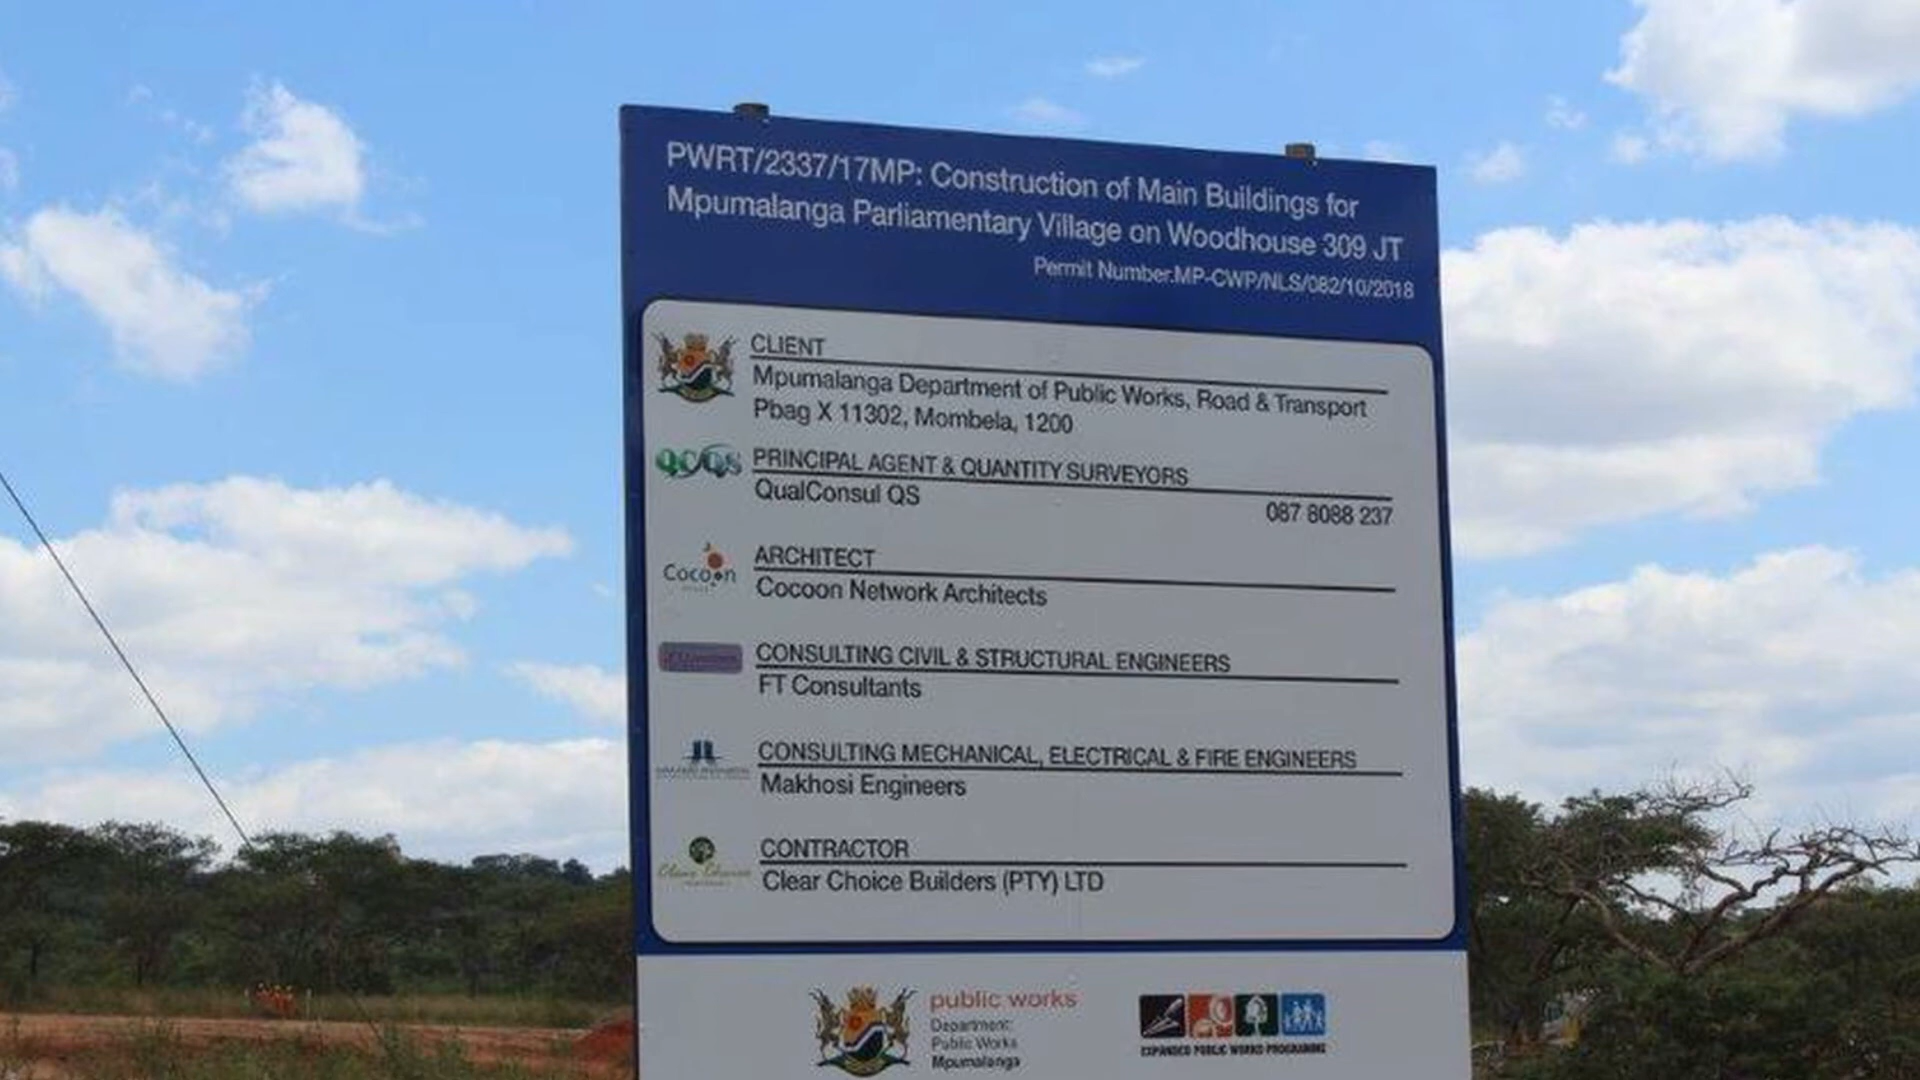 PWRT/2337/17MP: Construction of Main Buildings for
Mpumalanga Parliamentary Village on Woodhouse 309 JT
Permit Number:MP-CWP/NLS/082/10/2018
CLIENT
Mpumalanga Department of Public Works, Road & Transport
Pbag X 11302, Mombela, 1200
QCQS
PRINCIPAL AGENT & QUANTITY SURVEYORS
QualConsul QS
087 8088 237
Cocoon
ARCHITECT
Cocoon Network Architects
CONSULTING CIVIL & STRUCTURAL ENGINEERS
FT Consultants
CONSULTING MECHANICAL, ELECTRICAL & FIRE ENGINEERS
Makhosi Engineers
CONTRACTOR
Clear Choice Builders (PTY) LTD
public works
Department:
Public Works
Mpumalanga
EXPANDED PUBLIC WORKS PROGRAMME